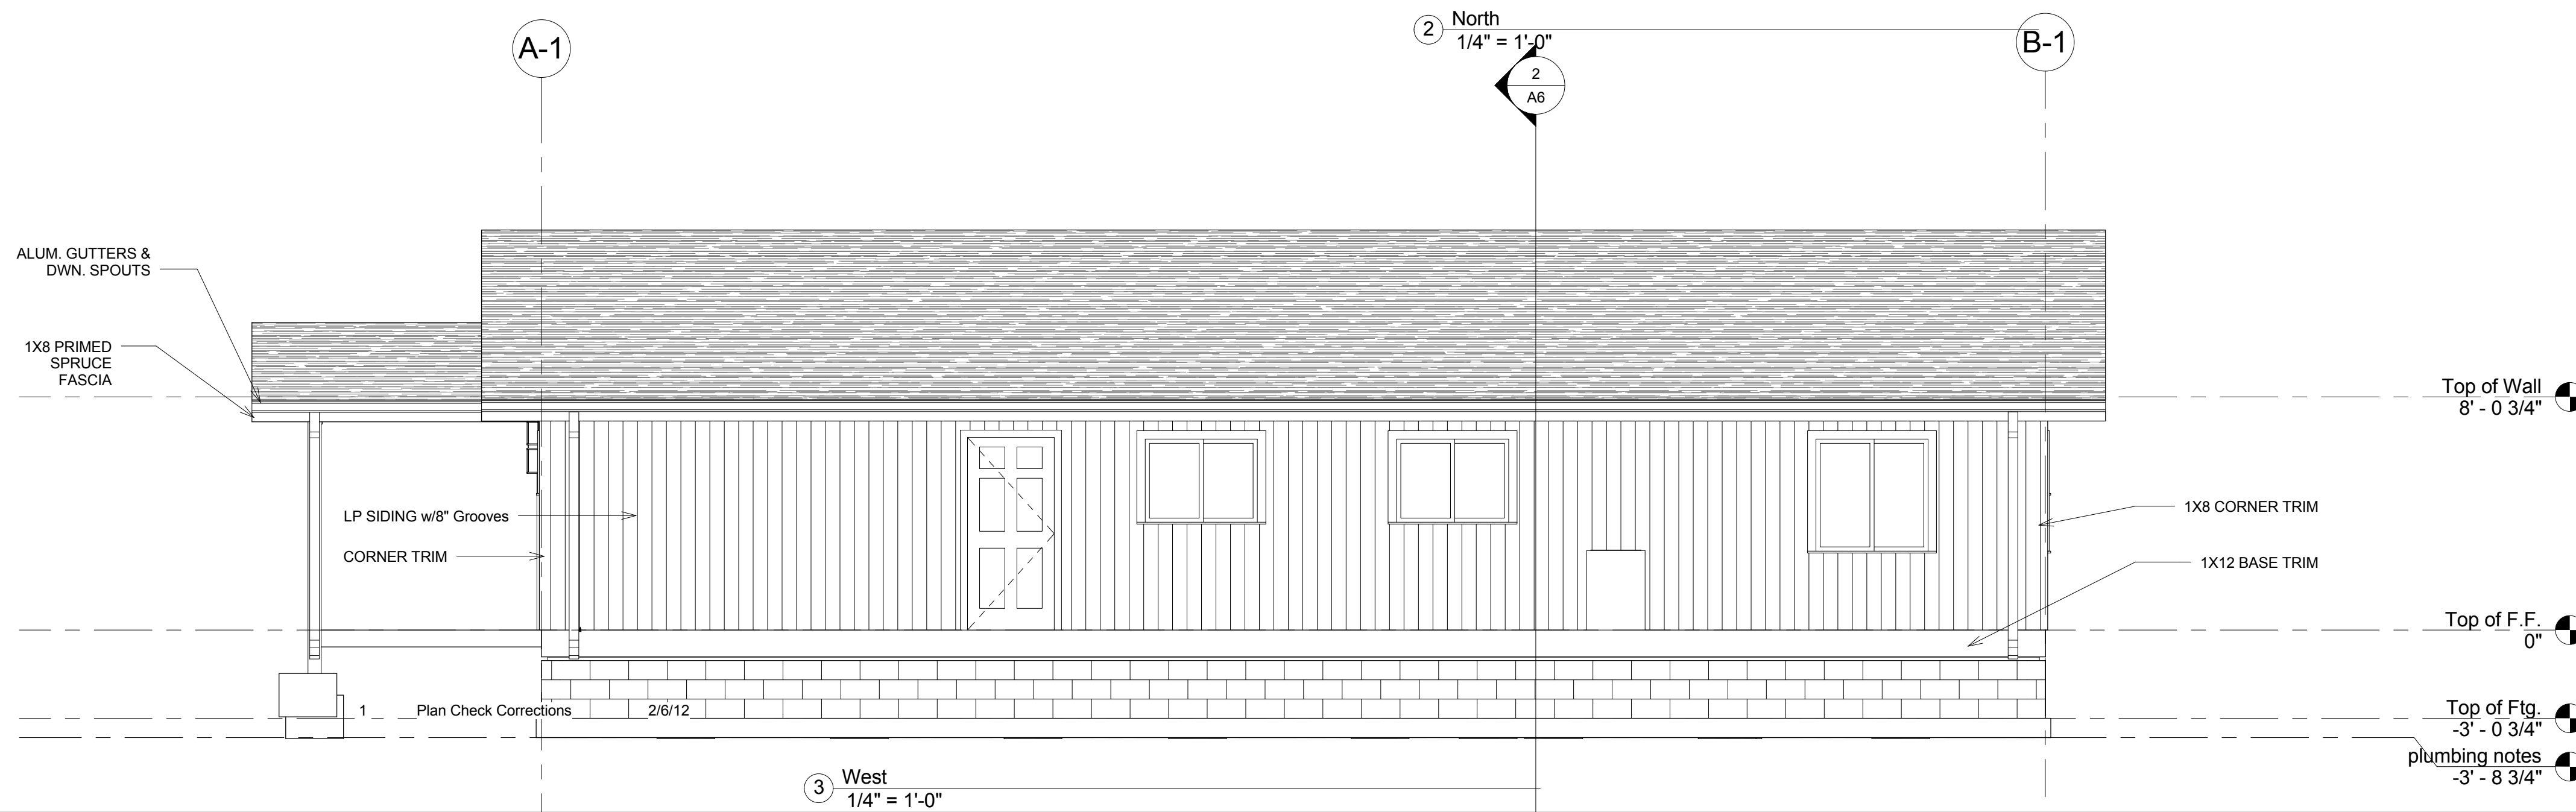 A-1
2 North
1/4" = 1'-0"
B-1
2
A6
ALUM. GUTTERS &
DWN. SPOUTS
1X8 PRIMED
SPRUCE
FASCIA
Top of Wall
8' - 0 3/4"
LP SIDING w/8" Grooves
CORNER TRIM
1X8 CORNER TRIM
1X12 BASE TRIM
Top of F.F.
0"
1 Plan Check Corrections 2/6/12
Top of Ftg.
-3' - 0 3/4"
plumbing notes
-3' - 8 3/4"
3 West
1/4" = 1'-0"